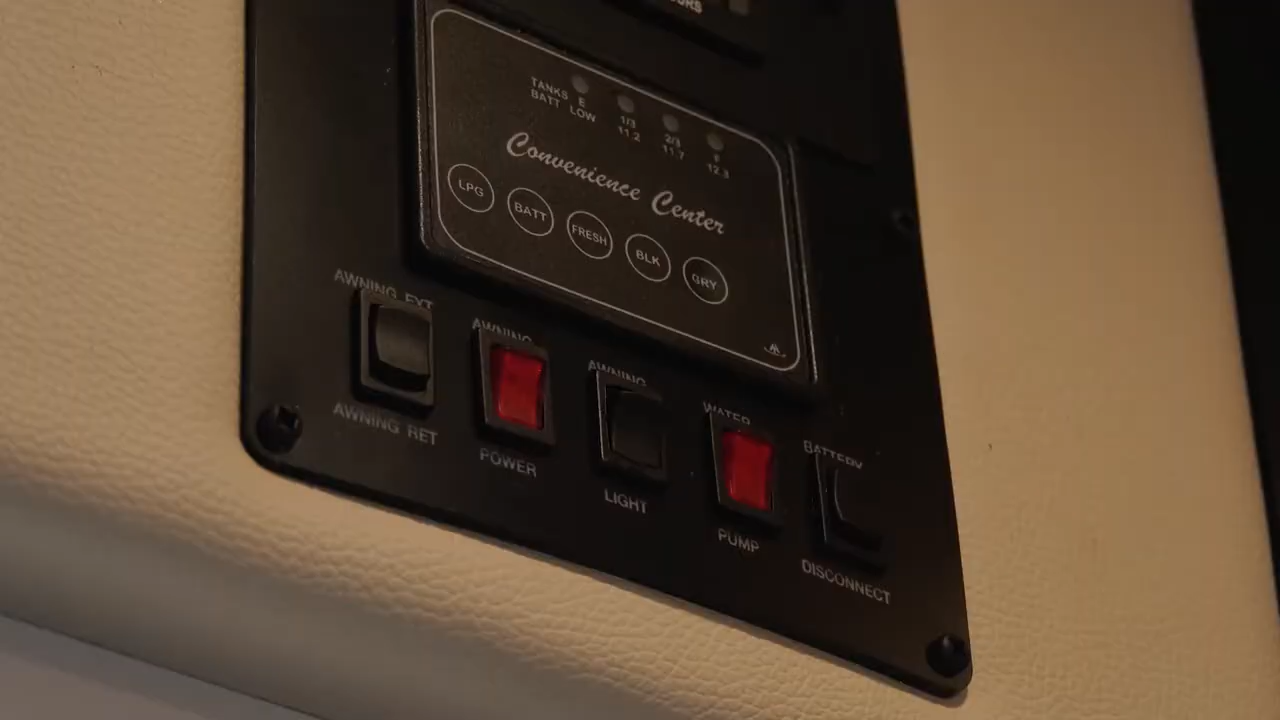 TANKS E 1/3 2/3 F
BATT LOW 11.2 11.7 12.3
Convenience Center
LPG BATT FRESH BLK GRY
AWNING EXT
AWNING RET
AWNING
POWER
AWNING
LIGHT
WATER
PUMP
BATTERY
DISCONNECT